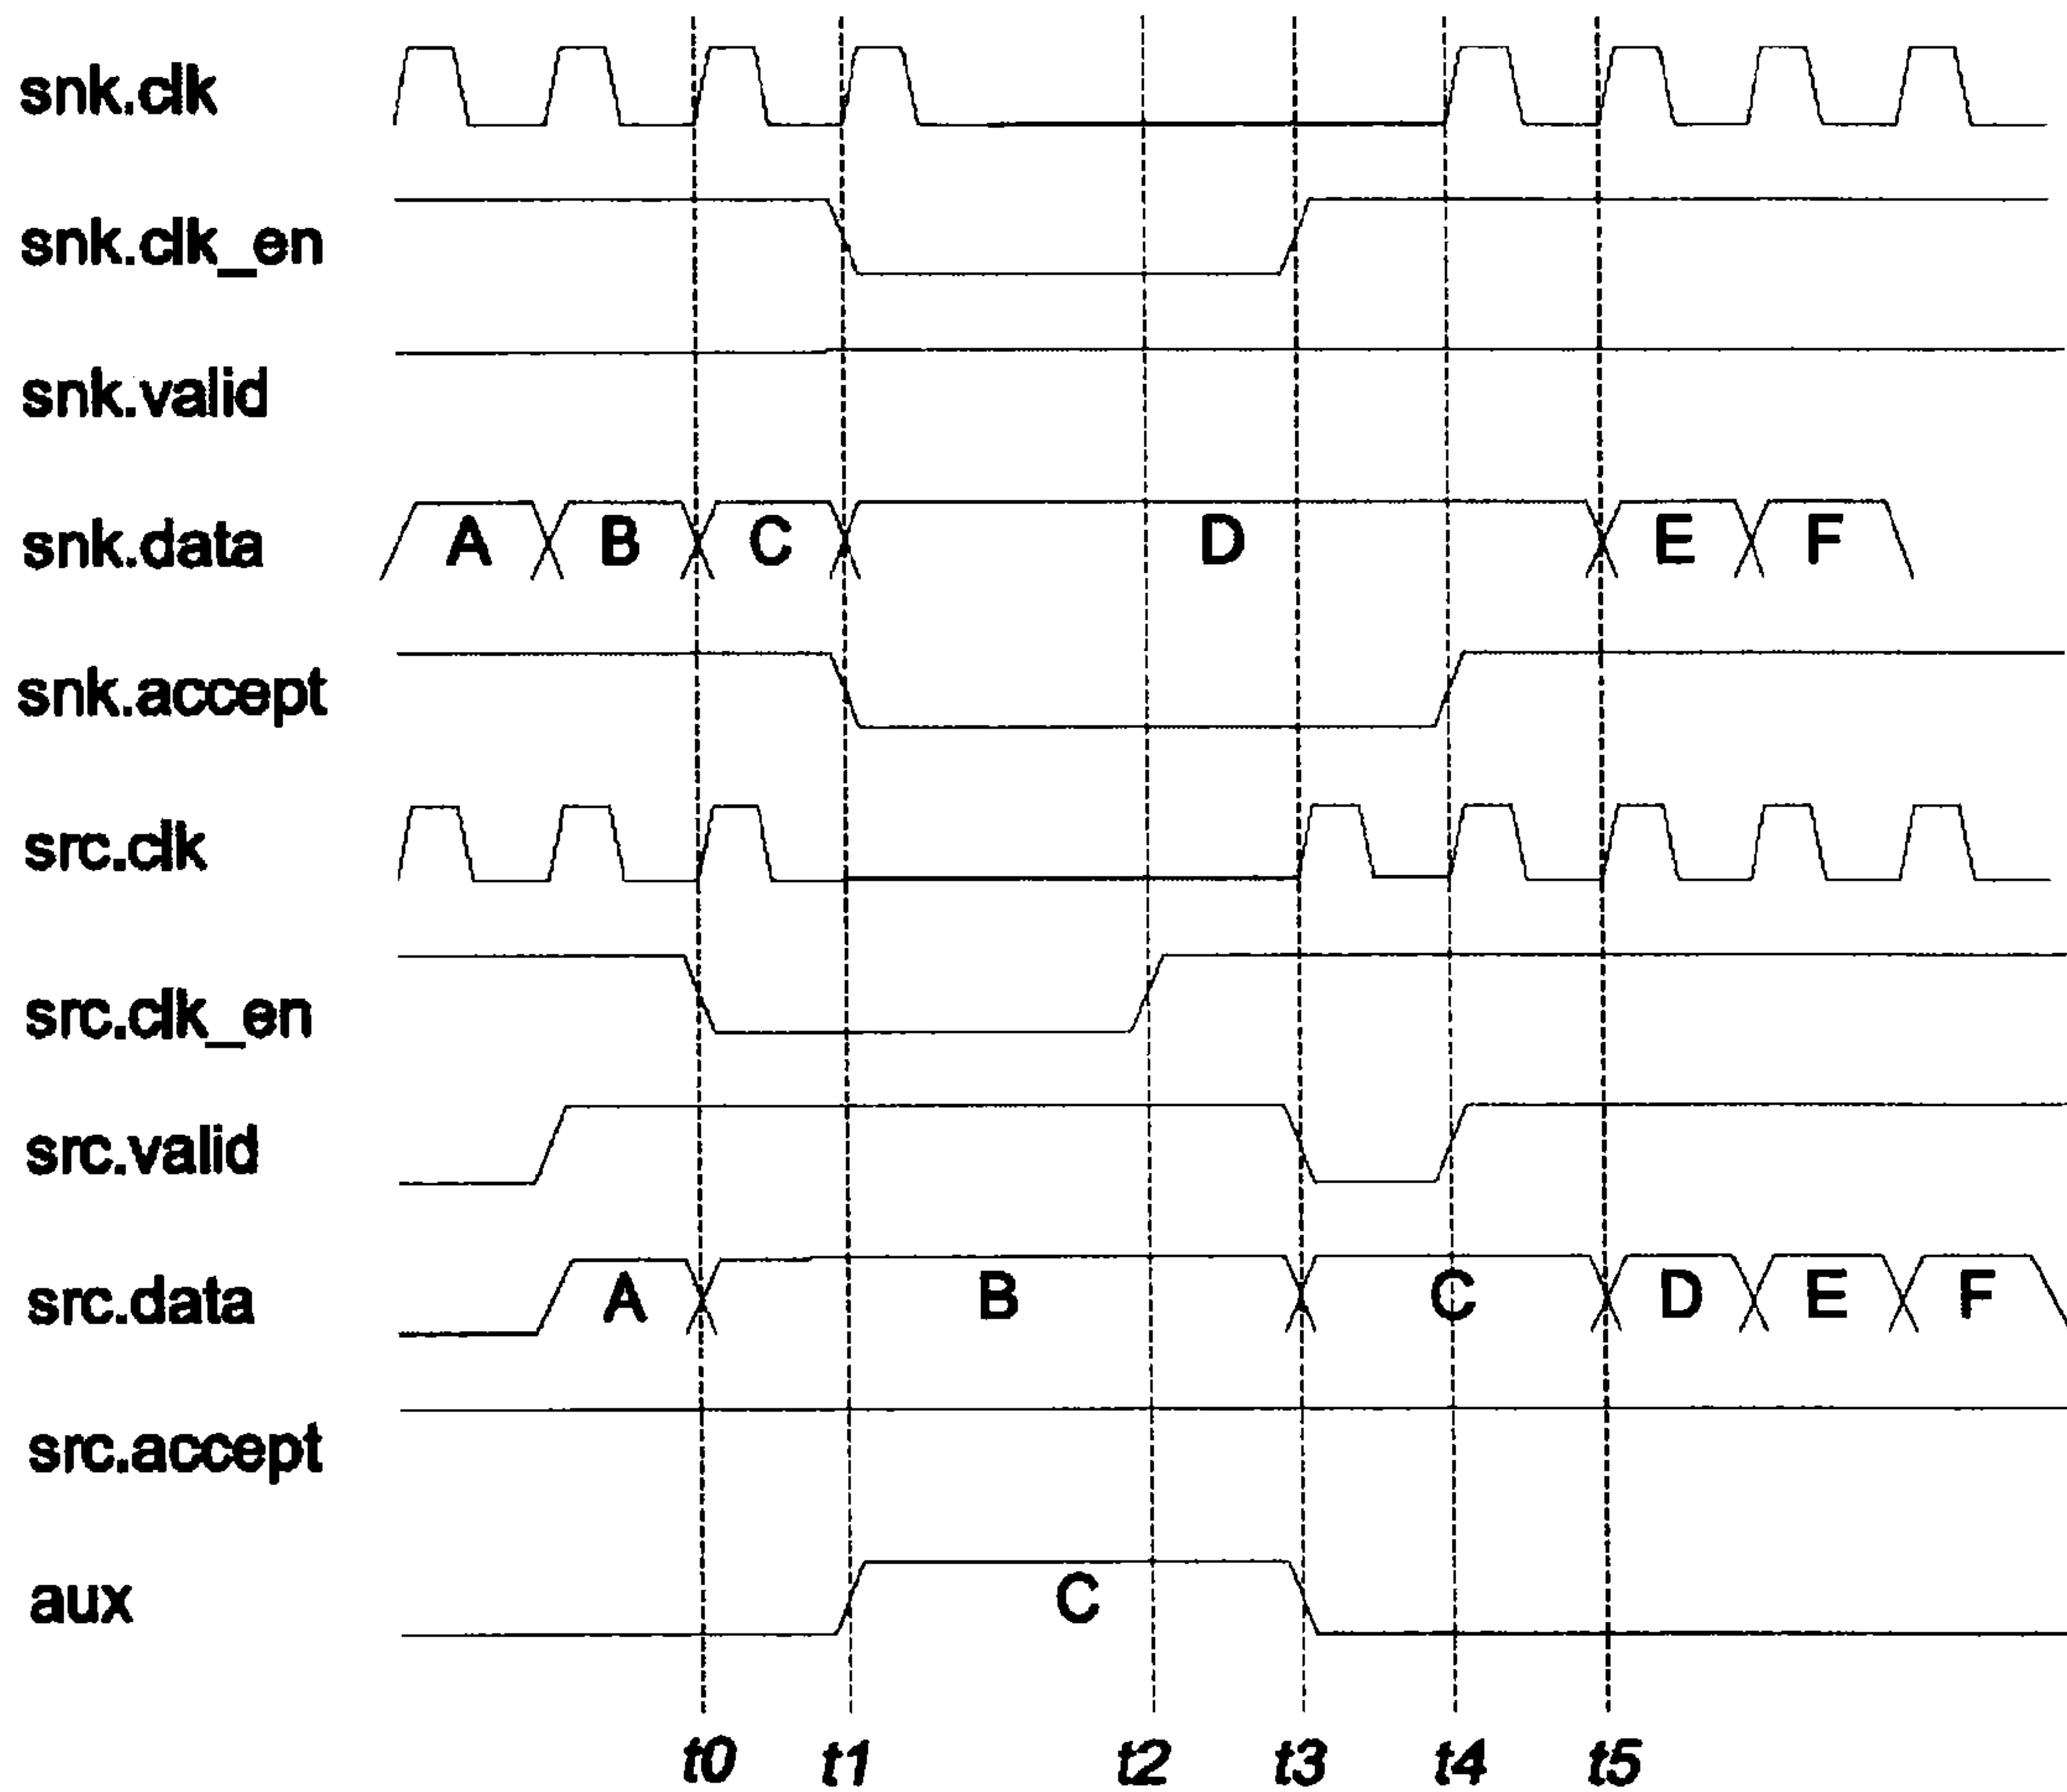 snk.clk
snk.clk_en
snk.valid
snk.data A B C D E F
snk.accept
src.clk
src.clk_en
src.valid
src.data A B C D E F
src.accept
aux C
t0 t1 t2 t3 t4 t5